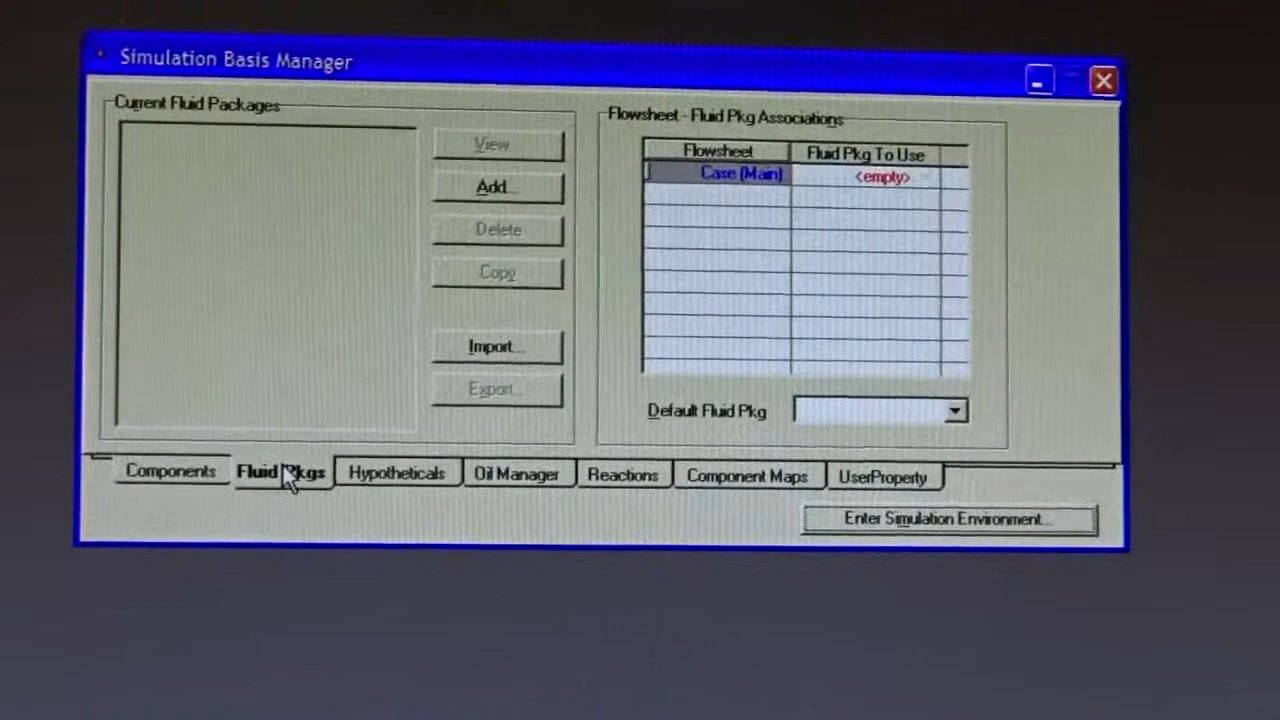 Simulation Basis Manager
Current Fluid Packages
View
Add...
Delete
Copy
Import...
Export...
Flowsheet - Fluid Pkg Associations
Flowsheet Fluid Pkg To Use
Case (Main) <empty>
Default Fluid Pkg
Components Fluid Pkgs Hypotheticals Oil Manager Reactions Component Maps UserProperty
Enter Simulation Environment...